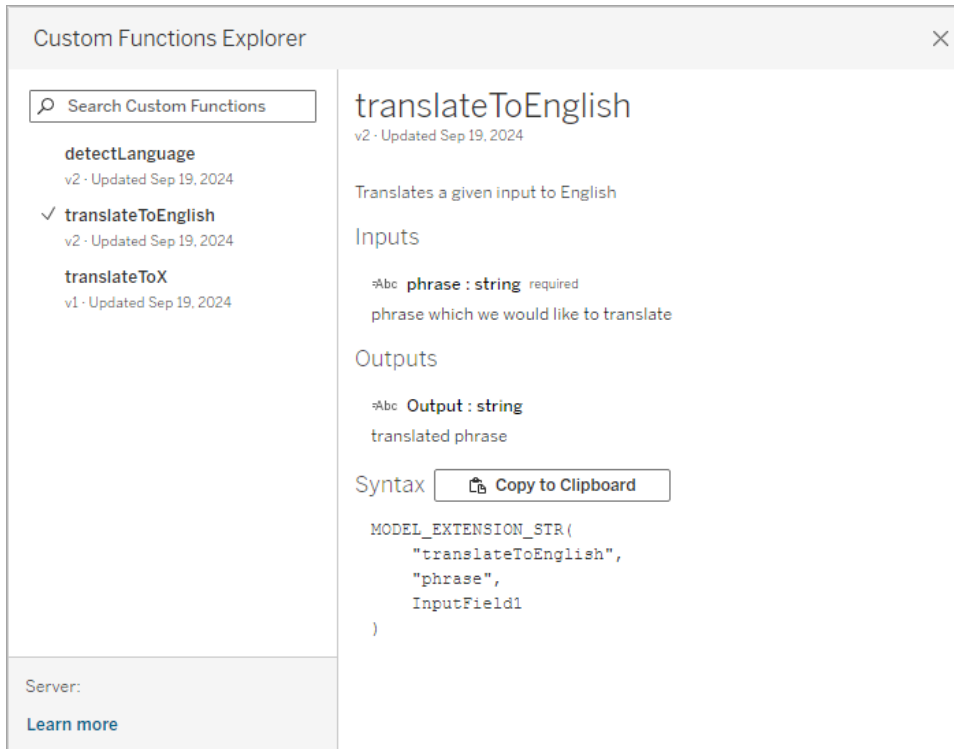 Custom Functions Explorer
Search Custom Functions
detectLanguage
v2 · Updated Sep 19, 2024
translateToEnglish
v2 · Updated Sep 19, 2024
translateToX
v1 · Updated Sep 19, 2024
Server:
Learn more
translateToEnglish
v2 · Updated Sep 19, 2024
Translates a given input to English
Inputs
Abc phrase : string required
phrase which we would like to translate
Outputs
Abc Output : string
translated phrase
Syntax Copy to Clipboard
MODEL_EXTENSION_STR(
"translateToEnglish",
"phrase",
InputField1
)